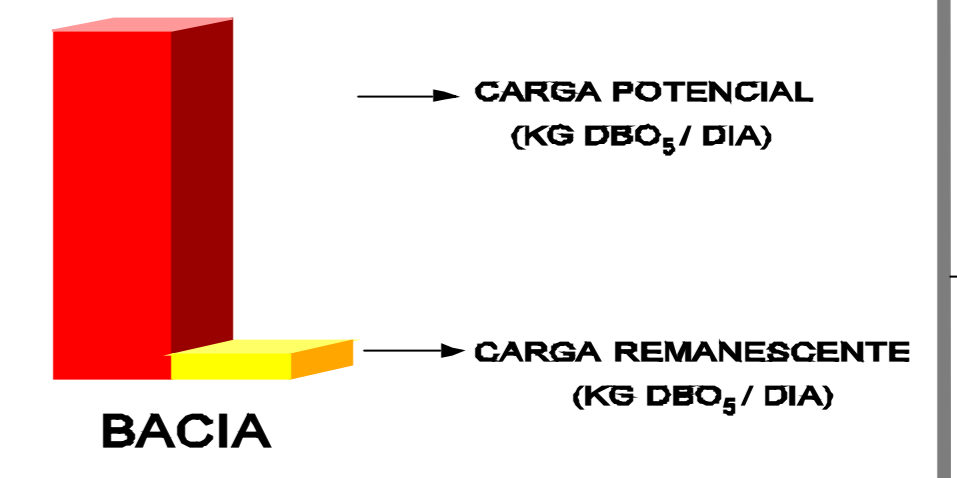 CARGA POTENCIAL
(KG DBO₅ / DIA)
CARGA REMANESCENTE
(KG DBO₅ / DIA)
BACIA